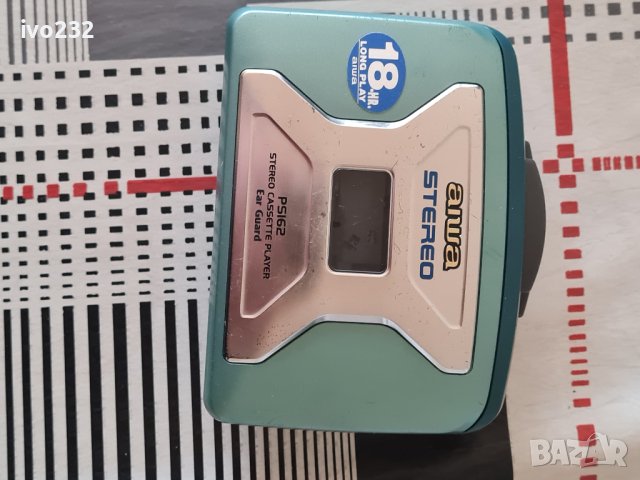 ivo232
18 HR.
LONG PLAY
aiwa
aiwa
STEREO
PS162
STEREO CASSETTE PLAYER
Ear Guard
BAZAR